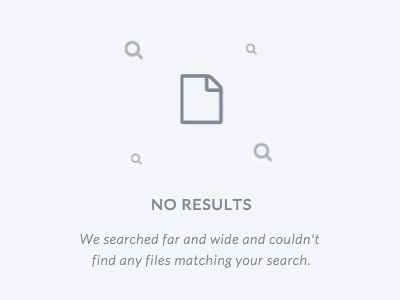 NO RESULTS
We searched far and wide and couldn't
find any files matching your search.